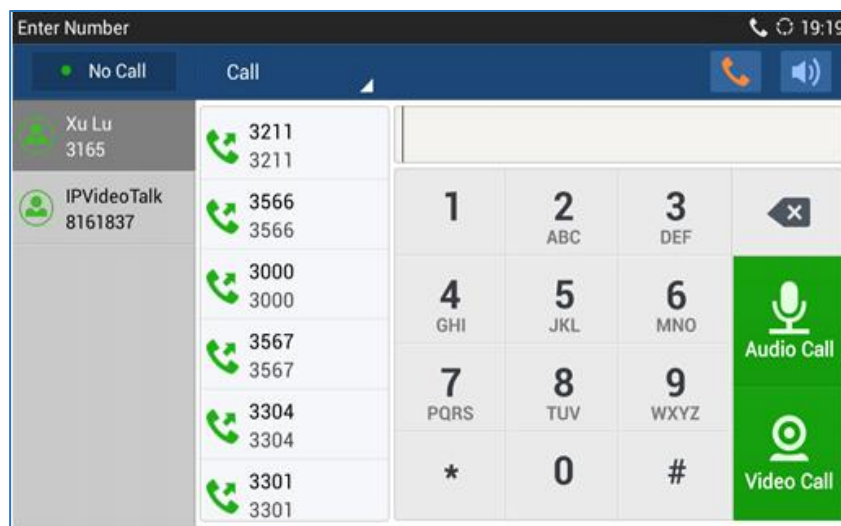 Enter Number
19:19
No Call
Call
Xu Lu
3165
IPVideoTalk
8161837
3211
3211
3566
3566
3000
3000
3567
3567
3304
3304
3301
3301
1 2 3
ABC DEF
4 5 6
GHI JKL MNO
Audio Call
7 8 9
PQRS TUV WXYZ
* 0 #
Video Call